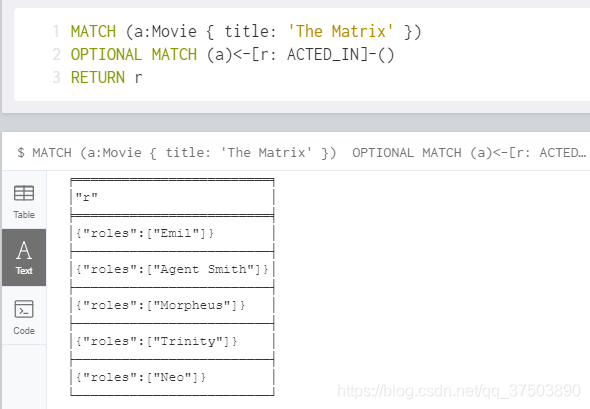 1 MATCH (a:Movie { title: 'The Matrix' })
2 OPTIONAL MATCH (a)<-[r: ACTED_IN]-()
3 RETURN r
$ MATCH (a:Movie { title: 'The Matrix' }) OPTIONAL MATCH (a)<-[r: ACTED…
Table
A
Text
Code
"r"
{"roles":["Emil"]}
{"roles":["Agent Smith"]}
{"roles":["Morpheus"]}
{"roles":["Trinity"]}
{"roles":["Neo"]}
https://blog.csdn.net/qq_37503890